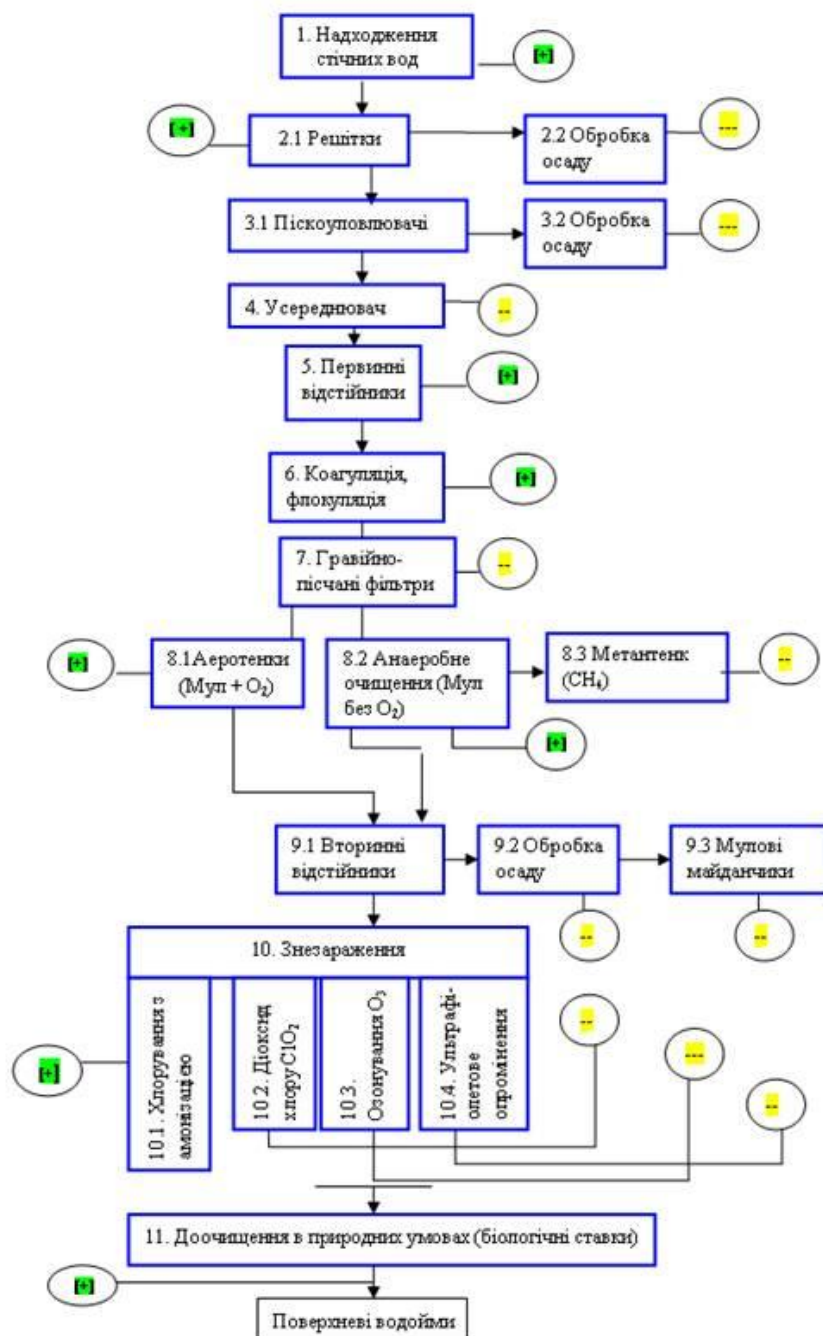 1. Надходження
стічних вод
[+]
[+]
2.1 Решітки
2.2 Обробка
осаду
---
3.1 Піскоуповлювачі
3.2 Обробка
осаду
---
4. Усереднювач
--
5. Первинні
відстійники
[+]
6. Коагуляція,
флокуляція
[+]
7. Гравійно-
пісчані фільтри
--
[+]
8.1Аеротенки
(Мул + O₂)
8.2 Анаеробне
очищення (Мул
без O₂)
8.3 Метантенк
(CH₄)
--
[+]
9.1 Вторинні
відстійники
9.2 Обробка
осаду
9.3 Мулові
майданчики
--
--
10. Знезараження
[+]
10.1. Хлорування з
амонізацією
10.2. Діоксид
хлору ClO₂
10.3.
Озонування O₃
10.4. Ультрафі-
олетове
опромінення
--
---
--
11. Доочищення в природних умовах (біологічні ставки)
[+]
Поверхневі водойми